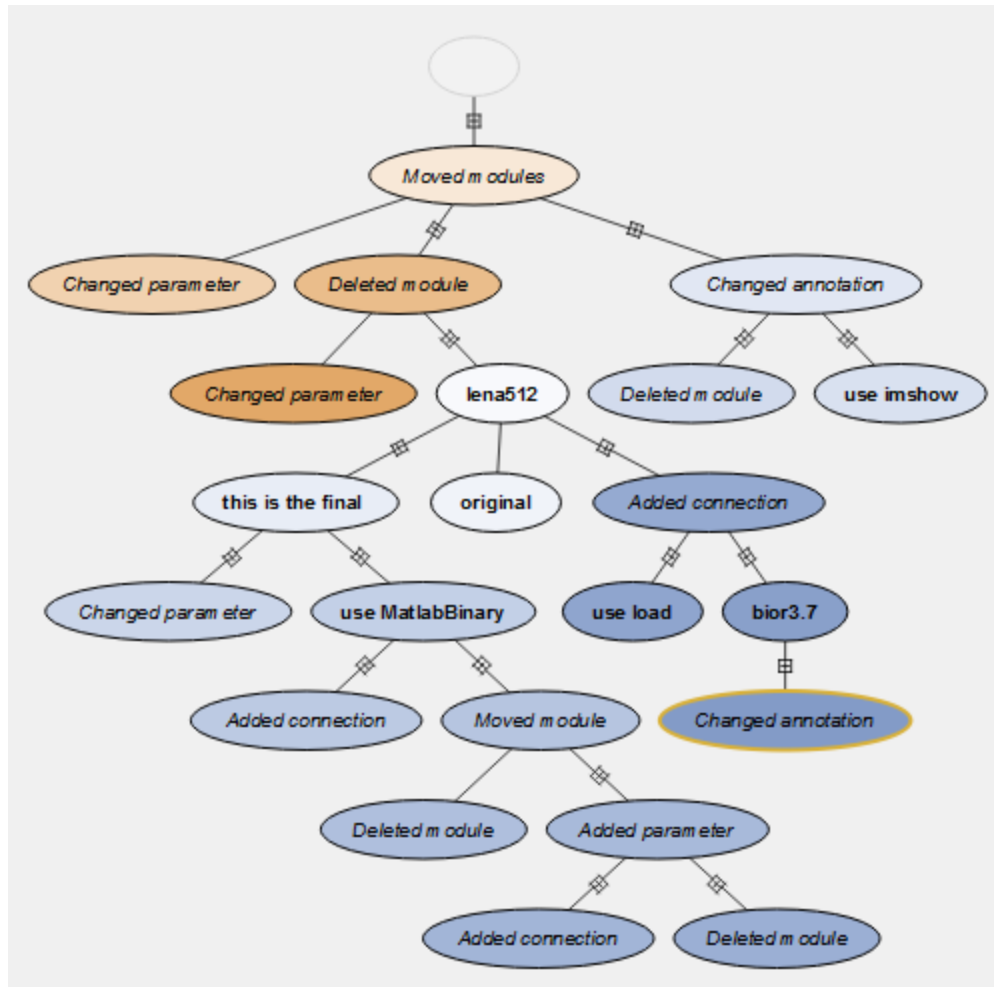 Moved modules
Changed parameter
Deleted module
Changed annotation
Changed parameter
lena512
Deleted module
use imshow
this is the final
original
Added connection
Changed parameter
use MatlabBinary
use load
bior3.7
Added connection
Moved module
Changed annotation
Deleted module
Added parameter
Added connection
Deleted module